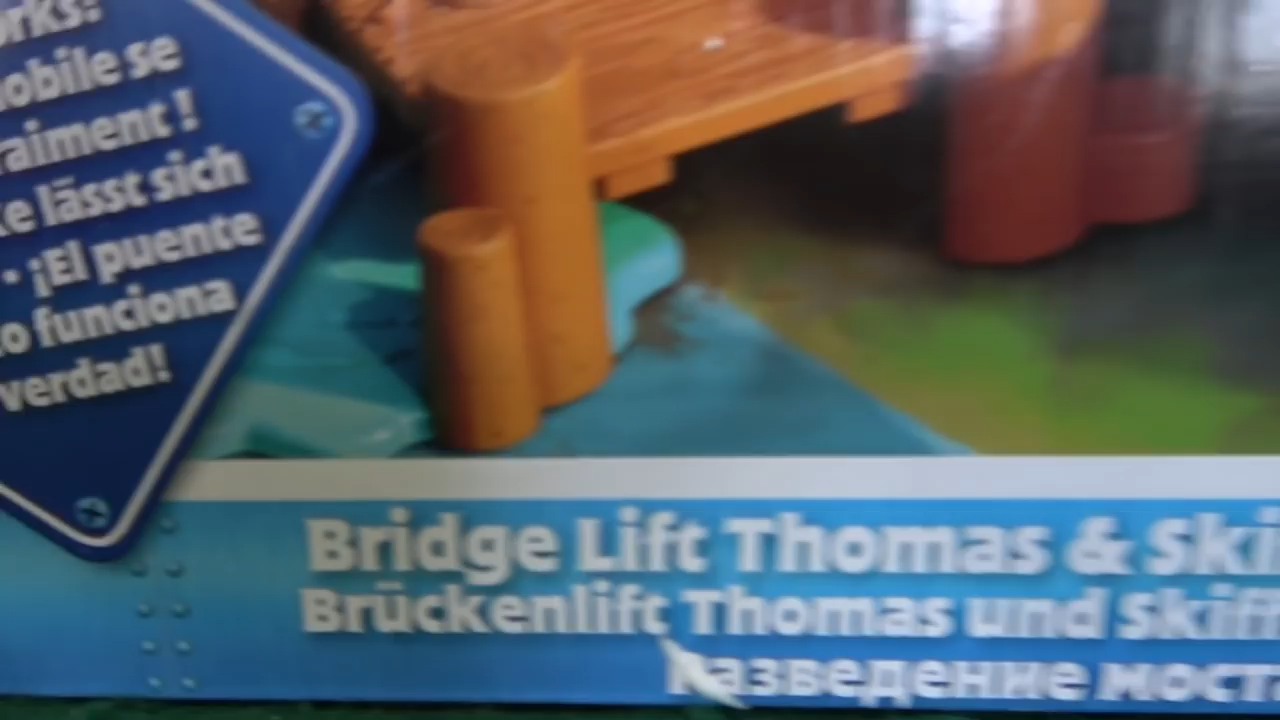 orks!
obile se
raiment !
ke lässt sich
· ¡El puente
o funciona
verdad!
Bridge Lift Thomas & Ski
Brückenlift Thomas und Skiff
Разведение моста